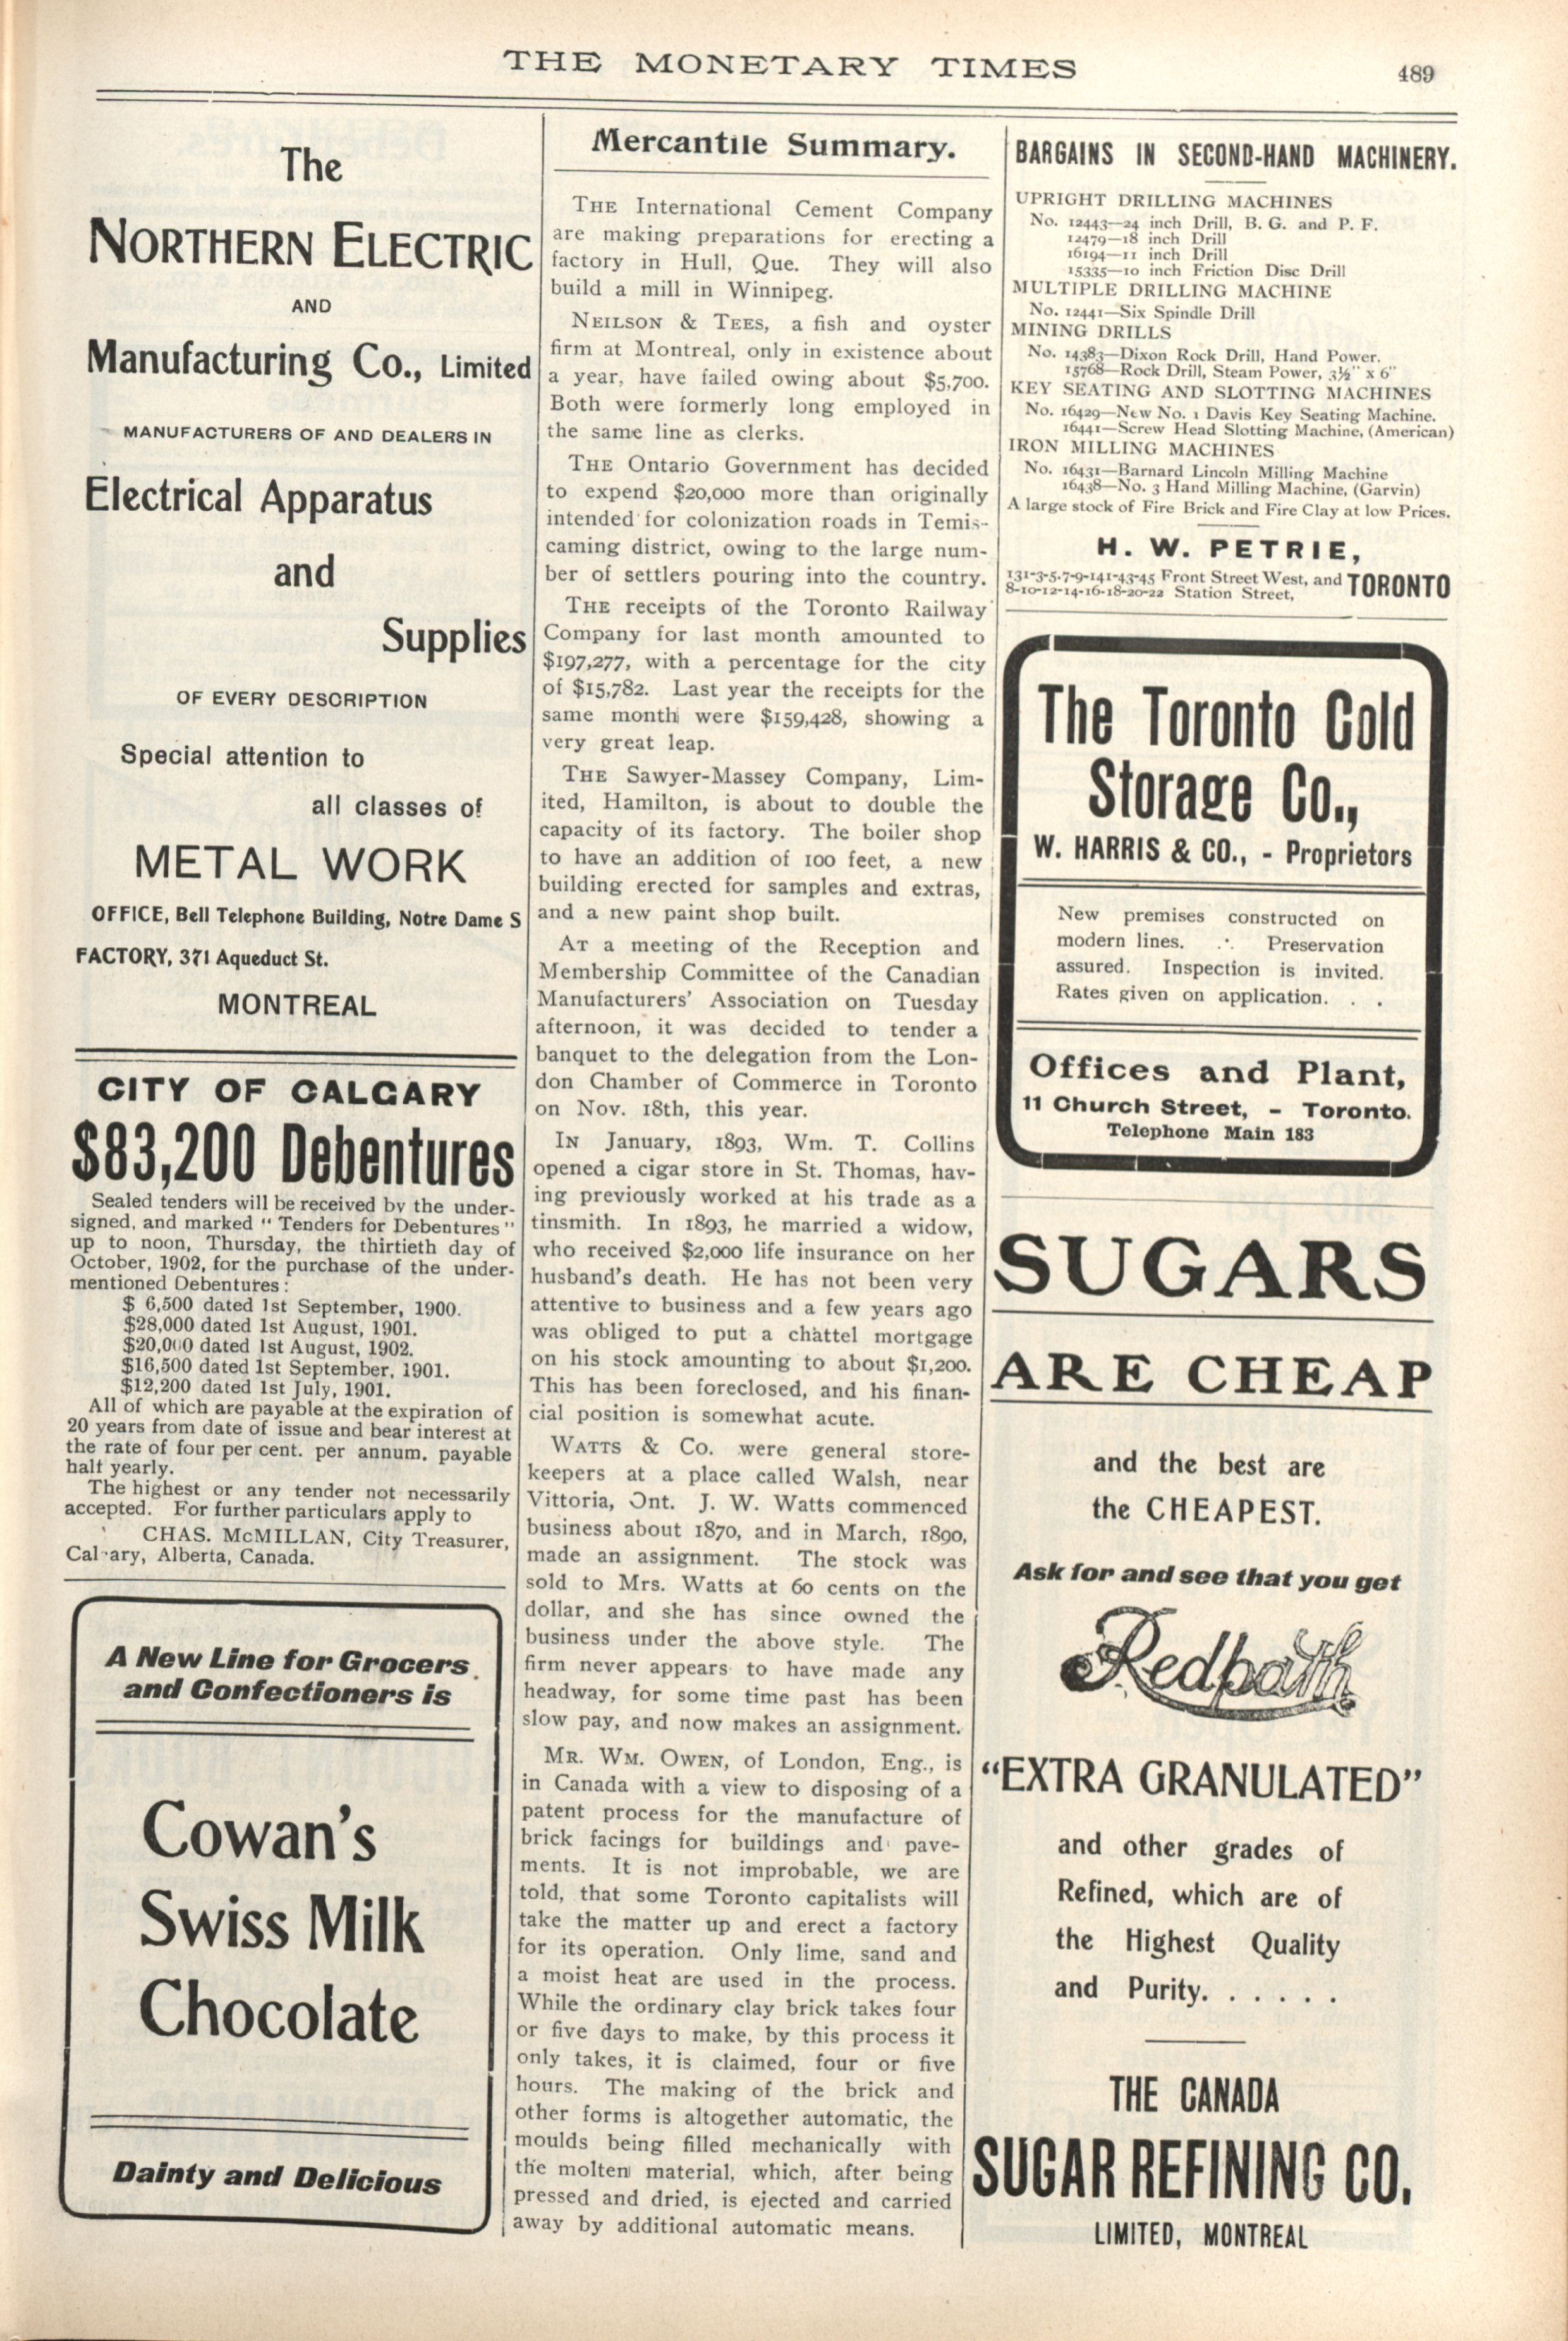 THE MONETARY TIMES
489
The
NORTHERN ELECTRIC
AND
Manufacturing Co., Limited
MANUFACTURERS OF AND DEALERS IN
Electrical Apparatus
and
Supplies
OF EVERY DESCRIPTION
Special attention to
all classes of
METAL WORK
OFFICE, Bell Telephone Building, Notre Dame S
FACTORY, 371 Aqueduct St.
MONTREAL
CITY OF CALGARY
$83,200 Debentures
Sealed tenders will be received by the under-
signed, and marked "Tenders for Debentures"
up to noon, Thursday, the thirtieth day of
October, 1902, for the purchase of the under-
mentioned Debentures:
$ 6,500 dated 1st September, 1900.
$28,000 dated 1st August, 1901.
$20,000 dated 1st August, 1902.
$16,500 dated 1st September, 1901.
$12,200 dated 1st July, 1901.
All of which are payable at the expiration of
20 years from date of issue and bear interest at
the rate of four per cent. per annum, payable
half yearly.
The highest or any tender not necessarily
accepted. For further particulars apply to
CHAS. McMILLAN, City Treasurer,
Cal ary, Alberta, Canada.
A New Line for Grocers
and Confectioners is
Cowan's
Swiss Milk
Chocolate
Dainty and Delicious
Mercantile Summary.
THE International Cement Company
are making preparations for erecting a
factory in Hull, Que. They will also
build a mill in Winnipeg.
NEILSON & TEES, a fish and oyster
firm at Montreal, only in existence about
a year, have failed owing about $5,700.
Both were formerly long employed in
the same line as clerks.
THE Ontario Government has decided
to expend $20,000 more than originally
intended for colonization roads in Temis-
caming district, owing to the large num-
ber of settlers pouring into the country.
THE receipts of the Toronto Railway
Company for last month amounted to
$197,277, with a percentage for the city
of $15,782. Last year the receipts for the
same month were $159,428, showing a
very great leap.
THE Sawyer-Massey Company, Lim-
ited, Hamilton, is about to double the
capacity of its factory. The boiler shop
to have an addition of 100 feet, a new
building erected for samples and extras,
and a new paint shop built.
AT a meeting of the Reception and
Membership Committee of the Canadian
Manufacturers' Association on Tuesday
afternoon, it was decided to tender a
banquet to the delegation from the Lon-
don Chamber of Commerce in Toronto
on Nov. 18th, this year.
IN January, 1893, Wm. T. Collins
opened a cigar store in St. Thomas, hav-
ing previously worked at his trade as a
tinsmith. In 1893, he married a widow,
who received $2,000 life insurance on her
husband's death. He has not been very
attentive to business and a few years ago
was obliged to put a chattel mortgage
on his stock amounting to about $1,200.
This has been foreclosed, and his finan-
cial position is somewhat acute.
WATTS & Co. were general store-
keepers at a place called Walsh, near
Vittoria, Ont. J. W. Watts commenced
business about 1870, and in March, 1890,
made an assignment. The stock was
sold to Mrs. Watts at 60 cents on the
dollar, and she has since owned the
business under the above style. The
firm never appears to have made any
headway, for some time past has been
slow pay, and now makes an assignment.
MR. WM. OWEN, of London, Eng., is
in Canada with a view to disposing of a
patent process for the manufacture of
brick facings for buildings and pave-
ments. It is not improbable, we are
told, that some Toronto capitalists will
take the matter up and erect a factory
for its operation. Only lime, sand and
a moist heat are used in the process.
While the ordinary clay brick takes four
or five days to make, by this process it
only takes, it is claimed, four or five
hours. The making of the brick and
other forms is altogether automatic, the
moulds being filled mechanically with
the molten material, which, after being
pressed and dried, is ejected and carried
away by additional automatic means.
BARGAINS IN SECOND-HAND MACHINERY.
UPRIGHT DRILLING MACHINES
No. 12443—24 inch Drill, B. G. and P. F.
12479—18 inch Drill
16194—11 inch Drill
15335—10 inch Friction Disc Drill
MULTIPLE DRILLING MACHINE
No. 12441—Six Spindle Drill
MINING DRILLS
No. 14383—Dixon Rock Drill, Hand Power.
15768—Rock Drill, Steam Power, 3½" x 6"
KEY SEATING AND SLOTTING MACHINES
No. 16429—New No. 1 Davis Key Seating Machine.
16441—Screw Head Slotting Machine, (American)
IRON MILLING MACHINES
No. 16431—Barnard Lincoln Milling Machine
16438—No. 3 Hand Milling Machine, (Garvin)
A large stock of Fire Brick and Fire Clay at low Prices.
H. W. PETRIE,
131-3-5-7-9-141-43-45 Front Street West, and
8-10-12-14-16-18-20-22 Station Street,
TORONTO
The Toronto Cold
Storage Co.,
W. HARRIS & CO., - Proprietors
New premises constructed on
modern lines. ∴ Preservation
assured. Inspection is invited.
Rates given on application. . .
Offices and Plant,
11 Church Street, - Toronto.
Telephone Main 183
SUGARS
ARE CHEAP
and the best are
the CHEAPEST.
Ask for and see that you get
Redpath
"EXTRA GRANULATED"
and other grades of
Refined, which are of
the Highest Quality
and Purity. . . . . .
THE CANADA
SUGAR REFINING CO.
LIMITED, MONTREAL